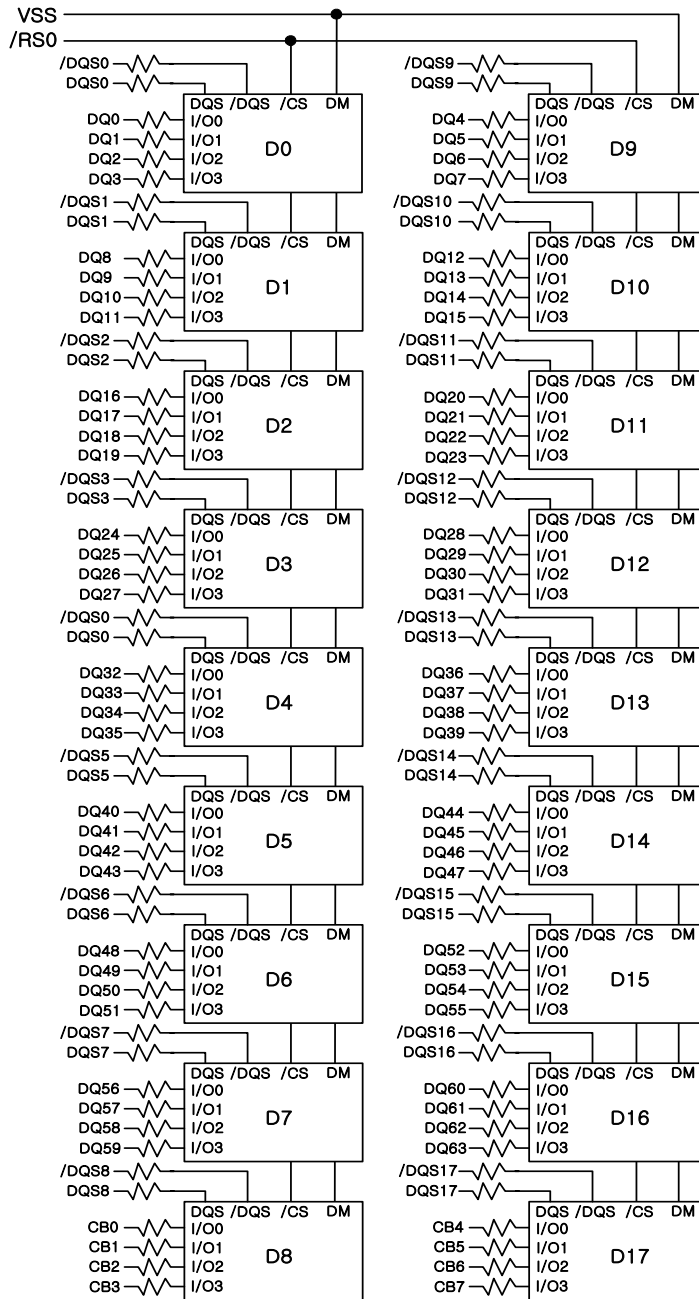 VSS
/RS0
/DQS0
DQS0
DQS /DQS /CS DM
DQ0 I/O0
DQ1 I/O1
DQ2 I/O2
DQ3 I/O3
D0
/DQS1
DQS1
DQS /DQS /CS DM
DQ8 I/O0
DQ9 I/O1
DQ10 I/O2
DQ11 I/O3
D1
/DQS2
DQS2
DQS /DQS /CS DM
DQ16 I/O0
DQ17 I/O1
DQ18 I/O2
DQ19 I/O3
D2
/DQS3
DQS3
DQS /DQS /CS DM
DQ24 I/O0
DQ25 I/O1
DQ26 I/O2
DQ27 I/O3
D3
/DQS0
DQS0
DQS /DQS /CS DM
DQ32 I/O0
DQ33 I/O1
DQ34 I/O2
DQ35 I/O3
D4
/DQS5
DQS5
DQS /DQS /CS DM
DQ40 I/O0
DQ41 I/O1
DQ42 I/O2
DQ43 I/O3
D5
/DQS6
DQS6
DQS /DQS /CS DM
DQ48 I/O0
DQ49 I/O1
DQ50 I/O2
DQ51 I/O3
D6
/DQS7
DQS7
DQS /DQS /CS DM
DQ56 I/O0
DQ57 I/O1
DQ58 I/O2
DQ59 I/O3
D7
/DQS8
DQS8
DQS /DQS /CS DM
CB0 I/O0
CB1 I/O1
CB2 I/O2
CB3 I/O3
D8
/DQS9
DQS9
DQS /DQS /CS DM
DQ4 I/O0
DQ5 I/O1
DQ6 I/O2
DQ7 I/O3
D9
/DQS10
DQS10
DQS /DQS /CS DM
DQ12 I/O0
DQ13 I/O1
DQ14 I/O2
DQ15 I/O3
D10
/DQS11
DQS11
DQS /DQS /CS DM
DQ20 I/O0
DQ21 I/O1
DQ22 I/O2
DQ23 I/O3
D11
/DQS12
DQS12
DQS /DQS /CS DM
DQ28 I/O0
DQ29 I/O1
DQ30 I/O2
DQ31 I/O3
D12
/DQS13
DQS13
DQS /DQS /CS DM
DQ36 I/O0
DQ37 I/O1
DQ38 I/O2
DQ39 I/O3
D13
/DQS14
DQS14
DQS /DQS /CS DM
DQ44 I/O0
DQ45 I/O1
DQ46 I/O2
DQ47 I/O3
D14
/DQS15
DQS15
DQS /DQS /CS DM
DQ52 I/O0
DQ53 I/O1
DQ54 I/O2
DQ55 I/O3
D15
/DQS16
DQS16
DQS /DQS /CS DM
DQ60 I/O0
DQ61 I/O1
DQ62 I/O2
DQ63 I/O3
D16
/DQS17
DQS17
DQS /DQS /CS DM
CB4 I/O0
CB5 I/O1
CB6 I/O2
CB7 I/O3
D17